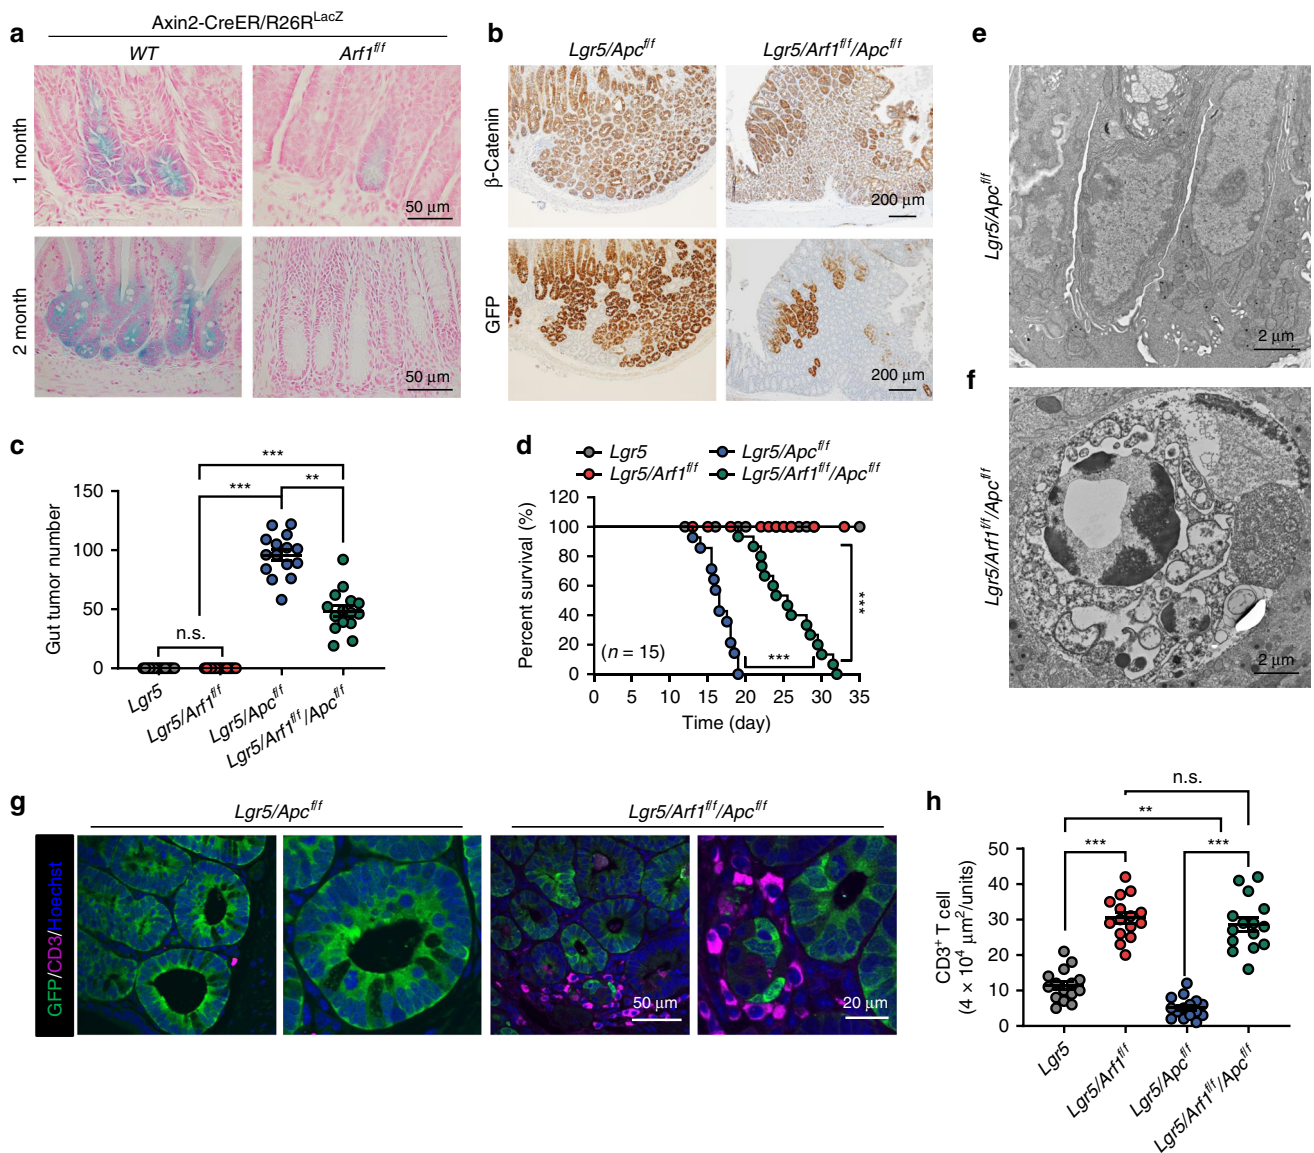 a
Axin2-CreER/R26R^LacZ
WT
Arf1^f/f
1 month
50 µm
2 month
50 µm
b
Lgr5/Apc^f/f
Lgr5/Arf1^f/f/Apc^f/f
β-Catenin
200 µm
GFP
200 µm
e
Lgr5/Apc^f/f
2 µm
f
Lgr5/Arf1^f/f/Apc^f/f
2 µm
c
Gut tumor number
150
100
50
0
***
***
**
n.s.
Lgr5
Lgr5/Arf1^f/f
Lgr5/Apc^f/f
Lgr5/Arf1^f/f/Apc^f/f
d
Lgr5
Lgr5/Apc^f/f
Lgr5/Arf1^f/f
Lgr5/Arf1^f/f/Apc^f/f
Percent survival (%)
120
100
80
60
40
20
0
(n = 15)
***
***
0 5 10 15 20 25 30 35
Time (day)
g
Lgr5/Apc^f/f
Lgr5/Arf1^f/f/Apc^f/f
GFP/CD3/Hoechst
50 µm
20 µm
h
n.s.
**
***
***
CD3⁺ T cell
(4 × 10⁴ µm²/units)
50
40
30
20
10
0
Lgr5
Lgr5/Arf1^f/f
Lgr5/Apc^f/f
Lgr5/Arf1^f/f/Apc^f/f